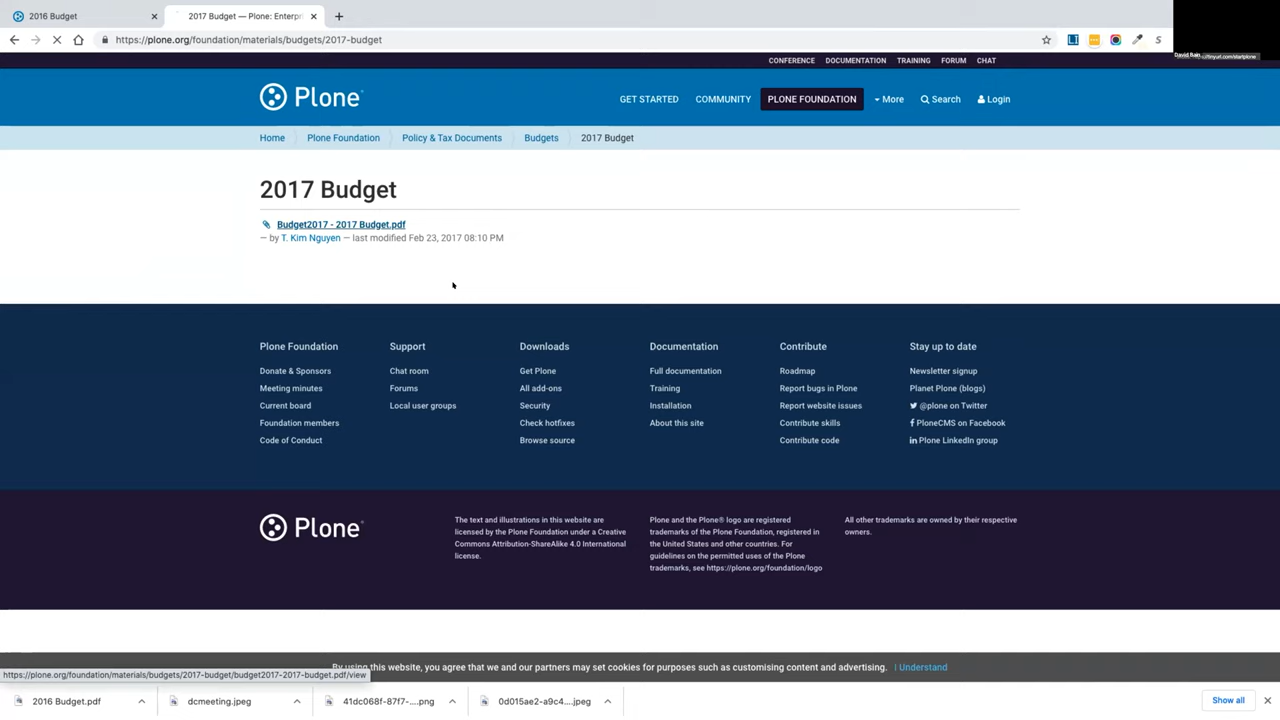 2016 Budget
2017 Budget — Plone: Enterpri
https://plone.org/foundation/materials/budgets/2017-budget
David Bain
CONFERENCE DOCUMENTATION TRAINING FORUM CHAT
Plone
GET STARTED COMMUNITY PLONE FOUNDATION More Search Login
Home Plone Foundation Policy & Tax Documents Budgets 2017 Budget
2017 Budget
Budget2017 - 2017 Budget.pdf
— by T. Kim Nguyen — last modified Feb 23, 2017 08:10 PM
Plone Foundation
Donate & Sponsors
Meeting minutes
Current board
Foundation members
Code of Conduct
Support
Chat room
Forums
Local user groups
Downloads
Get Plone
All add-ons
Security
Check hotfixes
Browse source
Documentation
Full documentation
Training
Installation
About this site
Contribute
Roadmap
Report bugs in Plone
Report website issues
Contribute skills
Contribute code
Stay up to date
Newsletter signup
Planet Plone (blogs)
@plone on Twitter
PloneCMS on Facebook
Plone LinkedIn group
Plone
The text and illustrations in this website are
licensed by the Plone Foundation under a Creative
Commons Attribution-ShareAlike 4.0 International
license.
Plone and the Plone® logo are registered
trademarks of the Plone Foundation, registered in
the United States and other countries. For
guidelines on the permitted uses of the Plone
trademarks, see https://plone.org/foundation/logo
All other trademarks are owned by their respective
owners.
By using this website, you agree that we and our partners may set cookies for purposes such as customising content and advertising. I Understand
https://plone.org/foundation/materials/budgets/2017-budget/budget2017-2017-budget.pdf/view
2016 Budget.pdf
dcmeeting.jpeg
41dc068f-87f7-....png
0d015ae2-a9c4....jpeg
Show all